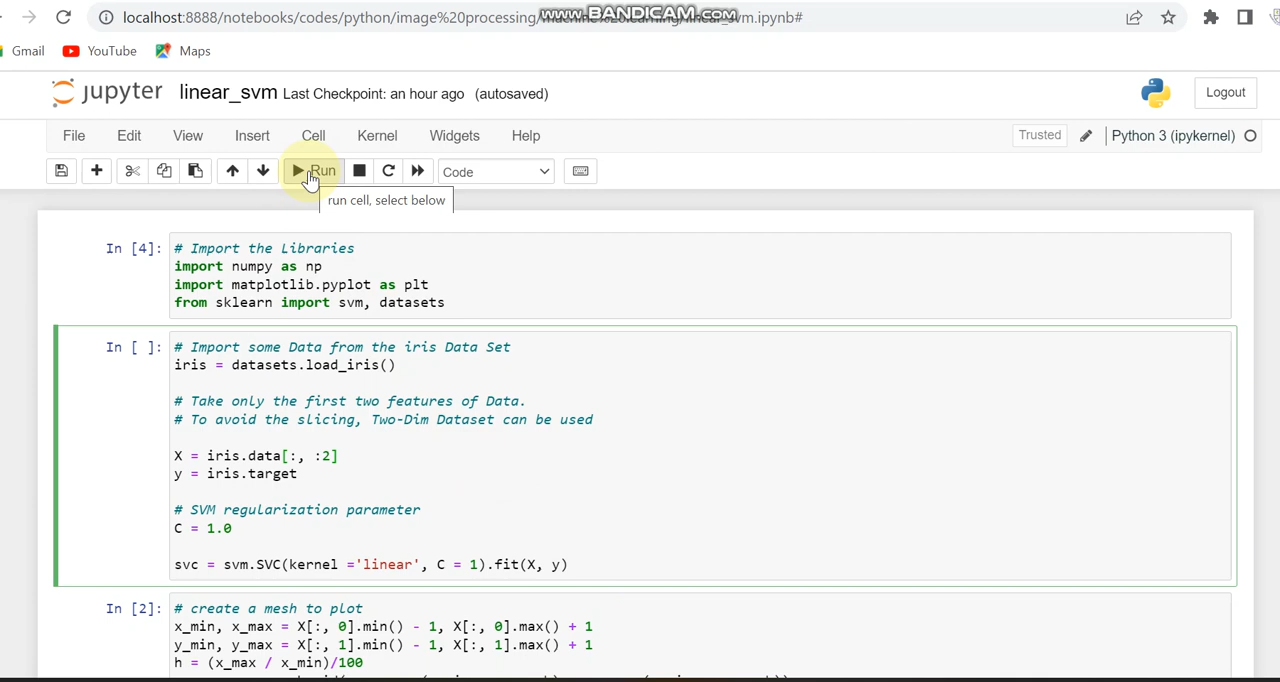 localhost:8888/notebooks/codes/python/image%20processing/machine%20learning/linear_svm.ipynb#
www.BANDICAM.com
Gmail YouTube Maps
jupyter linear_svm Last Checkpoint: an hour ago (autosaved) Logout
File Edit View Insert Cell Kernel Widgets Help Trusted Python 3 (ipykernel)
Run Code
run cell, select below
In [4]: # Import the Libraries
import numpy as np
import matplotlib.pyplot as plt
from sklearn import svm, datasets
In [ ]: # Import some Data from the iris Data Set
iris = datasets.load_iris()
# Take only the first two features of Data.
# To avoid the slicing, Two-Dim Dataset can be used
X = iris.data[:, :2]
y = iris.target
# SVM regularization parameter
C = 1.0
svc = svm.SVC(kernel ='linear', C = 1).fit(X, y)
In [2]: # create a mesh to plot
x_min, x_max = X[:, 0].min() - 1, X[:, 0].max() + 1
y_min, y_max = X[:, 1].min() - 1, X[:, 1].max() + 1
h = (x_max / x_min)/100